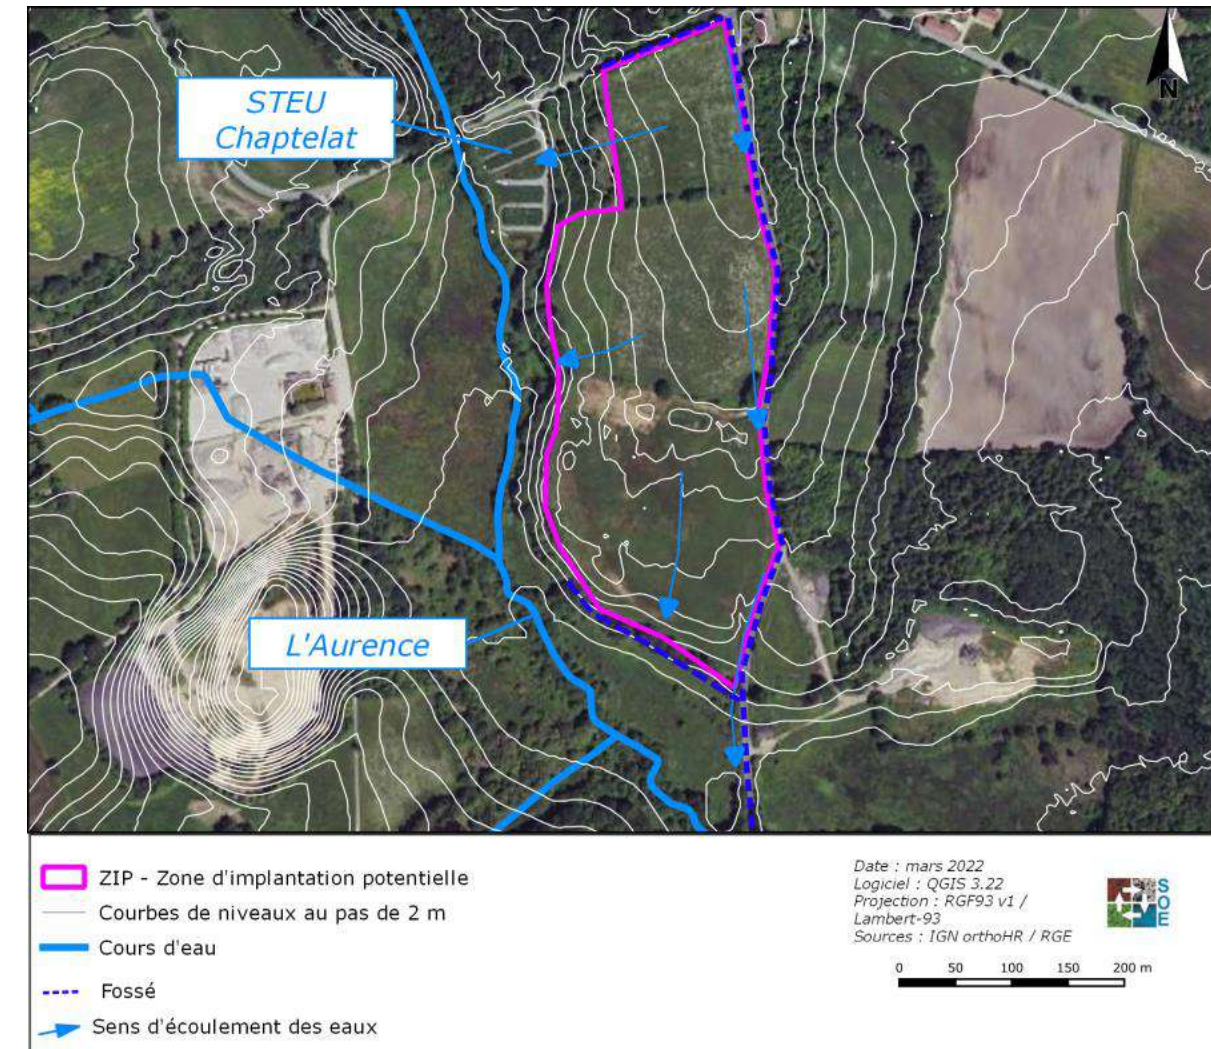 N
STEU
Chaptelat
L'Aurence
ZIP - Zone d'implantation potentielle
Courbes de niveaux au pas de 2 m
Cours d'eau
Fossé
Sens d'écoulement des eaux
Date : mars 2022
Logiciel : QGIS 3.22
Projection : RGF93 v1 /
Lambert-93
Sources : IGN orthoHR / RGE
SOE
0 50 100 150 200 m